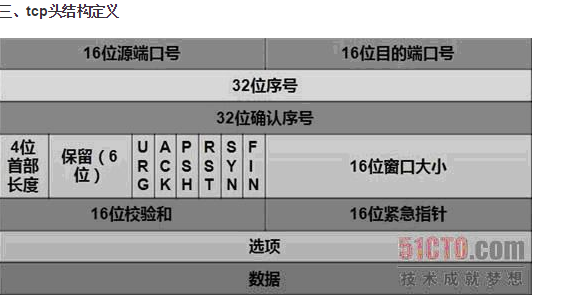 三、tcp头结构定义
16位源端口号 16位目的端口号
32位序号
32位确认序号
4位
首部
长度
保留（6
位）
URG
ACK
PSH
RST
SYN
FIN
16位窗口大小
16位校验和 16位紧急指针
选项
51CTO.com
数据
技术成就梦想